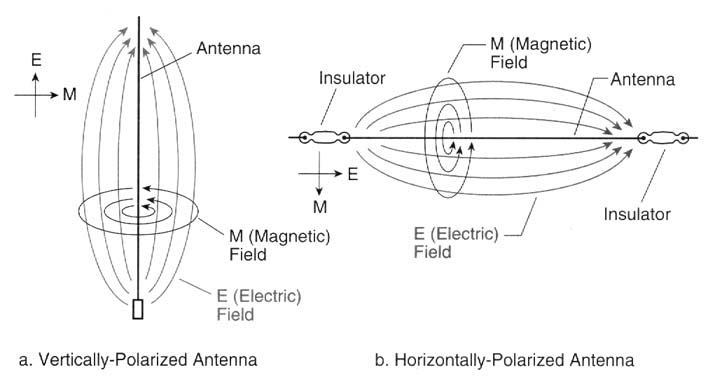 E
M
Antenna
M (Magnetic)
Field
E (Electric)
Field
a. Vertically-Polarized Antenna
Insulator
M (Magnetic)
Field
Antenna
E
M
E (Electric)
Field
Insulator
b. Horizontally-Polarized Antenna